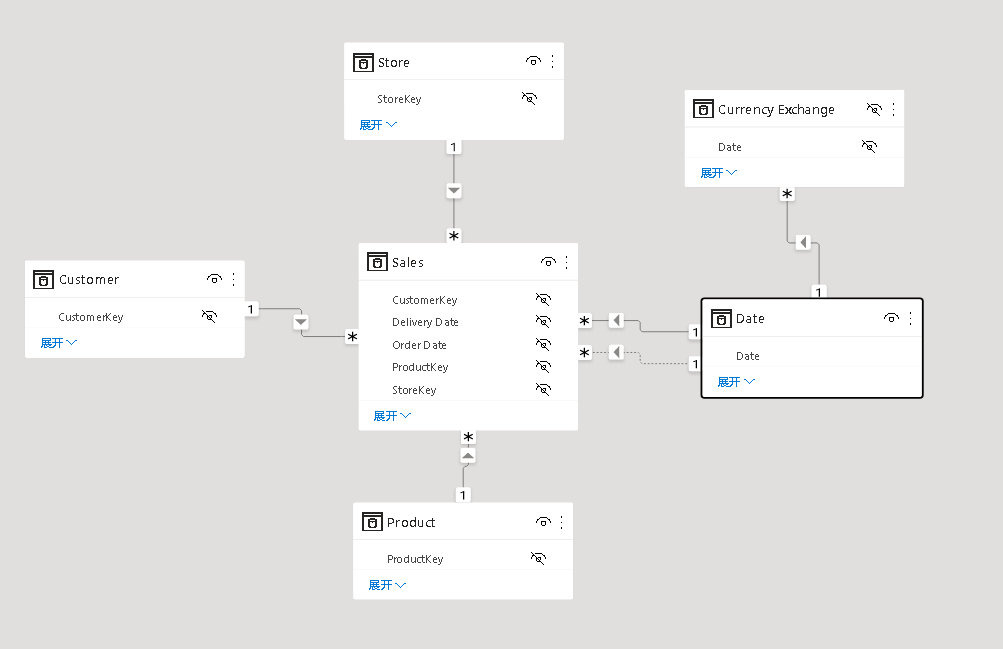 Store
StoreKey
展开
1
*
Currency Exchange
Date
展开
*
1
Customer
CustomerKey
展开
1
*
Sales
CustomerKey
Delivery Date
Order Date
ProductKey
StoreKey
展开
*
1
*
1
Date
Date
展开
*
1
Product
ProductKey
展开